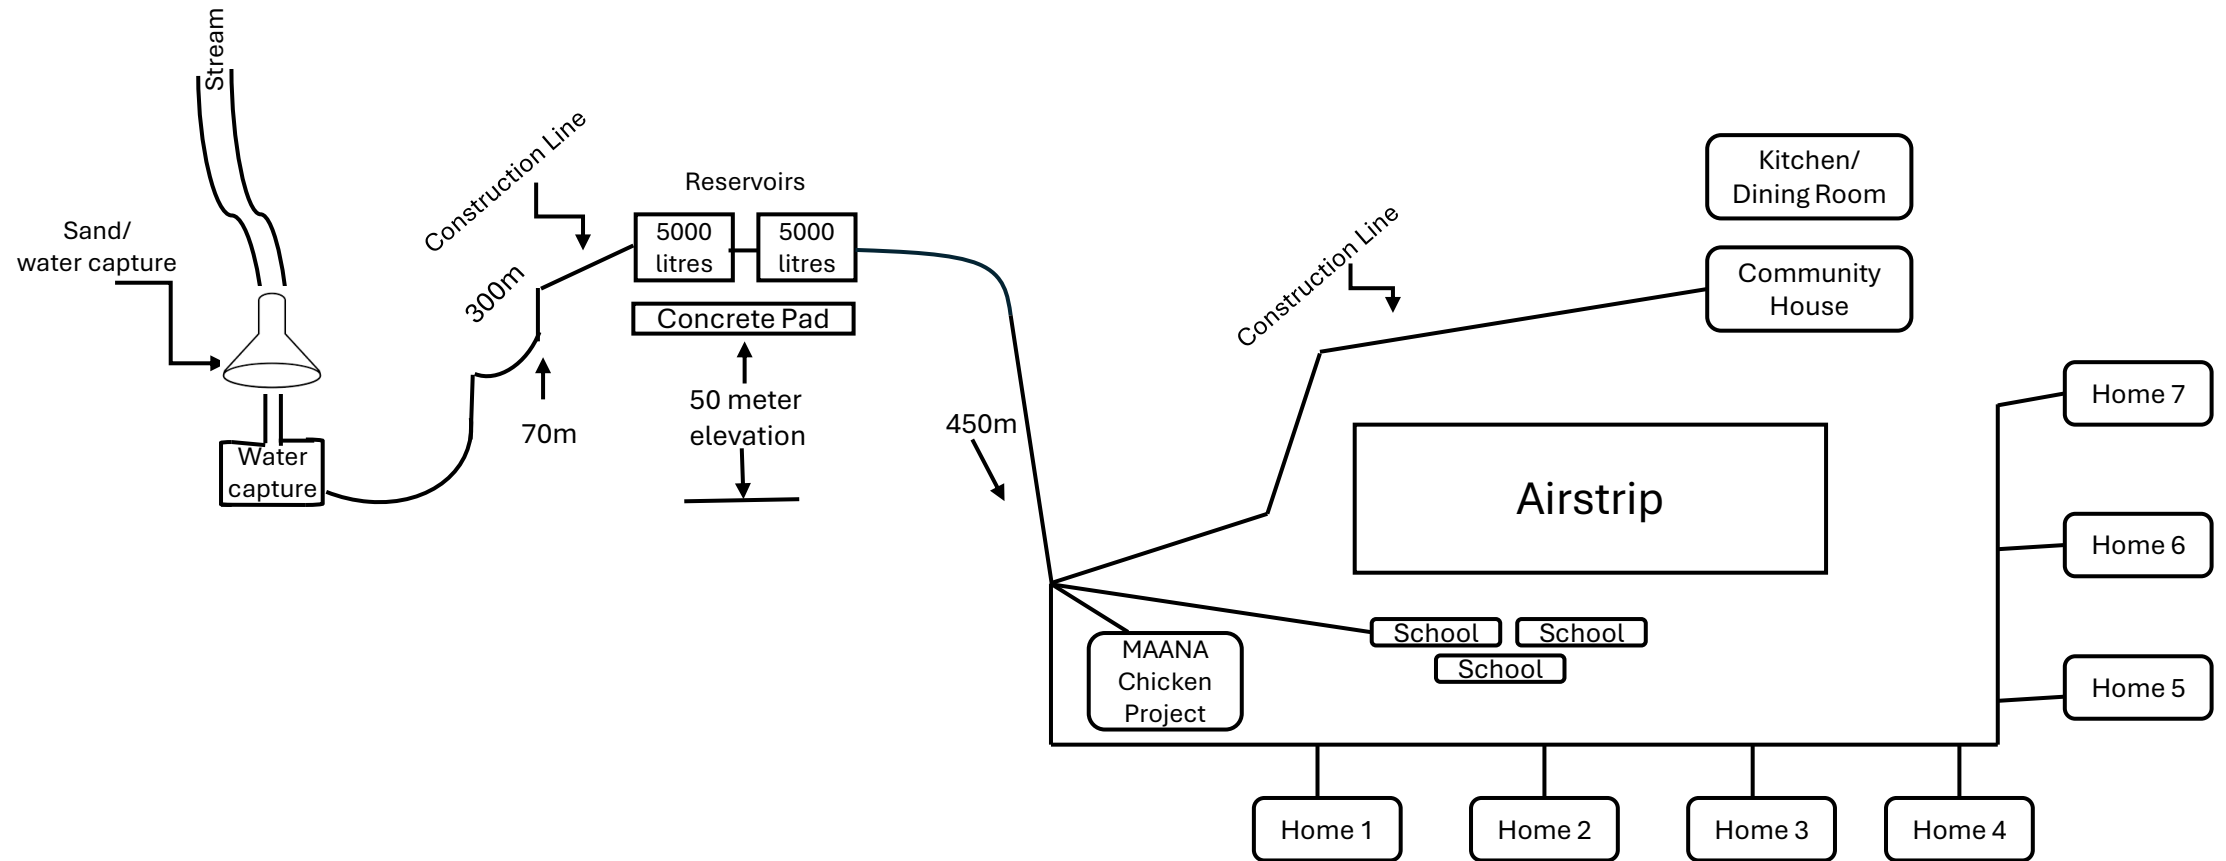 Stream
Sand/
water capture
Water
capture
Construction Line
300m
70m
Reservoirs
5000
litres
5000
litres
Concrete Pad
50 meter
elevation
450m
Construction Line
Kitchen/
Dining Room
Community
House
Airstrip
School
School
School
MAANA
Chicken
Project
Home 7
Home 6
Home 5
Home 1
Home 2
Home 3
Home 4